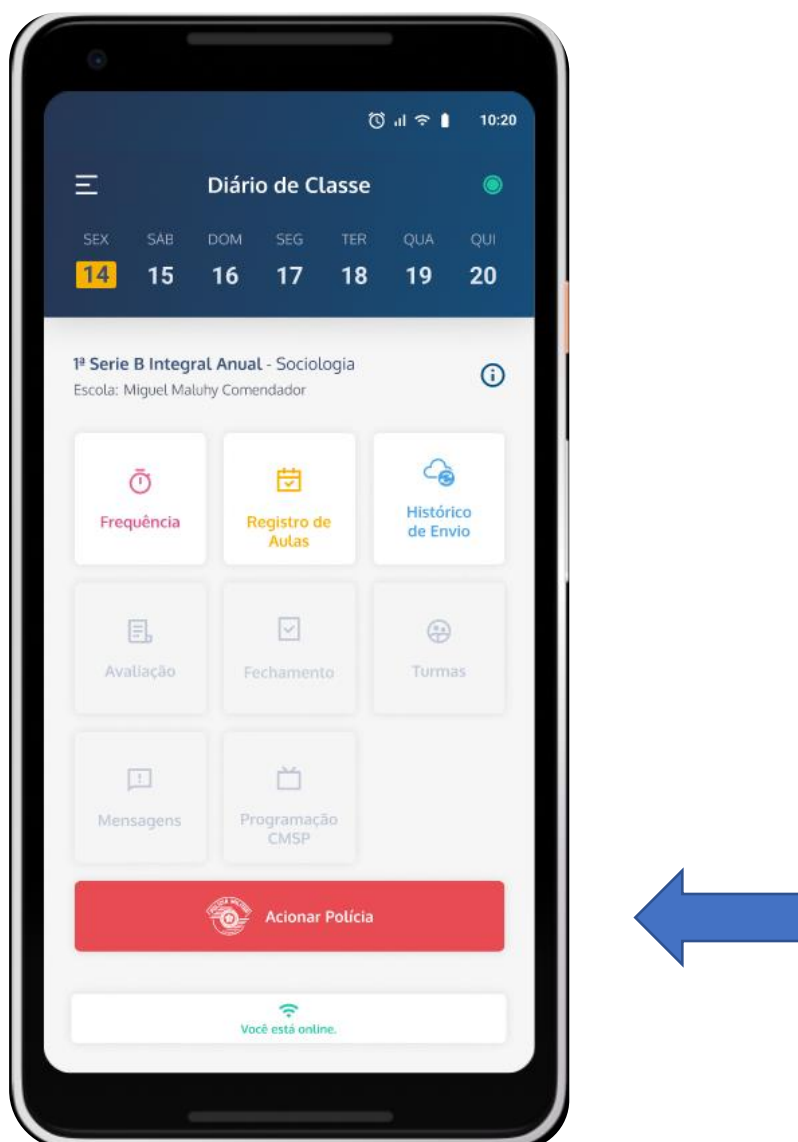 10:20
Diário de Classe
SEX SÁB DOM SEG TER QUA QUI
14 15 16 17 18 19 20
1ª Serie B Integral Anual - Sociologia
Escola: Miguel Maluhy Comendador
Frequência
Registro de
Aulas
Histórico
de Envio
Avaliação
Fechamento
Turmas
Mensagens
Programação
CMSP
Acionar Polícia
Você está online.